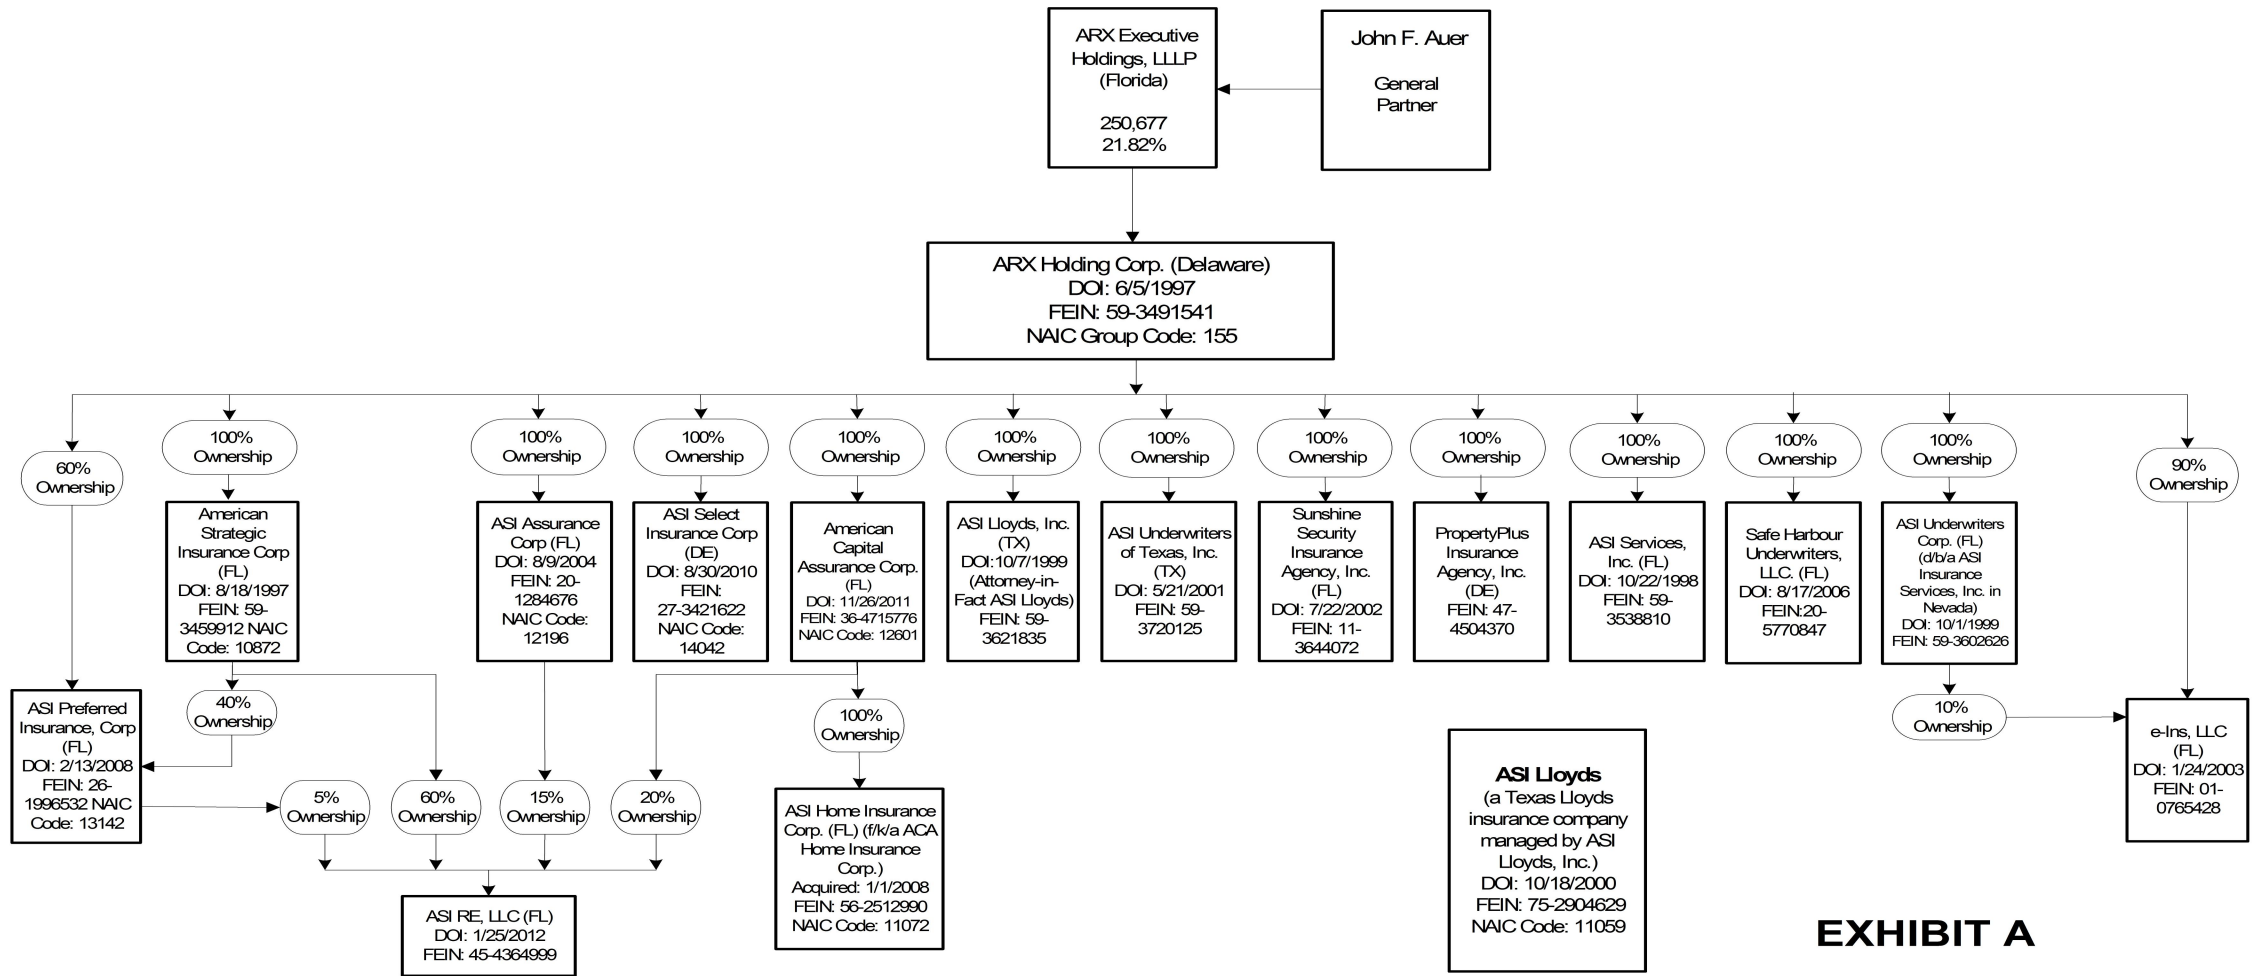 ARX Executive
Holdings, LLLP
(Florida)
250,677
21.82%
John F. Auer
General
Partner
ARX Holding Corp. (Delaware)
DOI: 6/5/1997
FEIN: 59-3491541
NAIC Group Code: 155
60%
Ownership
100%
Ownership
100%
Ownership
100%
Ownership
100%
Ownership
100%
Ownership
100%
Ownership
100%
Ownership
100%
Ownership
100%
Ownership
100%
Ownership
100%
Ownership
90%
Ownership
American
Strategic
Insurance Corp
(FL)
DOI: 8/18/1997
FEIN: 59-
3459912 NAIC
Code: 10872
ASI Assurance
Corp (FL)
DOI: 8/9/2004
FEIN: 20-
1284676
NAIC Code:
12196
ASI Select
Insurance Corp
(DE)
DOI: 8/30/2010
FEIN:
27-3421622
NAIC Code:
14042
American
Capital
Assurance Corp.
(FL)
DOI: 11/26/2011
FEIN: 36-4715776
NAIC Code: 12601
ASI Lloyds, Inc.
(TX)
DOI:10/7/1999
(Attorney-in-
Fact ASI Lloyds)
FEIN: 59-
3621835
ASI Underwriters
of Texas, Inc.
(TX)
DOI: 5/21/2001
FEIN: 59-
3720125
Sunshine
Security
Insurance
Agency, Inc.
(FL)
DOI: 7/22/2002
FEIN: 11-
3644072
PropertyPlus
Insurance
Agency, Inc.
(DE)
FEIN: 47-
4504370
ASI Services,
Inc. (FL)
DOI: 10/22/1998
FEIN: 59-
3538810
Safe Harbour
Underwriters,
LLC. (FL)
DOI: 8/17/2006
FEIN:20-
5770847
ASI Underwriters
Corp. (FL)
(d/b/a ASI
Insurance
Services, Inc. in
Nevada)
DOI: 10/1/1999
FEIN: 59-3602626
ASI Preferred
Insurance, Corp
(FL)
DOI: 2/13/2008
FEIN: 26-
1996532 NAIC
Code: 13142
40%
Ownership
5%
Ownership
60%
Ownership
15%
Ownership
20%
Ownership
100%
Ownership
10%
Ownership
ASI RE, LLC (FL)
DOI: 1/25/2012
FEIN: 45-4364999
ASI Home Insurance
Corp. (FL) (f/k/a ACA
Home Insurance
Corp.)
Acquired: 1/1/2008
FEIN: 56-2512990
NAIC Code: 11072
ASI Lloyds
(a Texas Lloyds
insurance company
managed by ASI
Lloyds, Inc.)
DOI: 10/18/2000
FEIN: 75-2904629
NAIC Code: 11059
e-Ins, LLC
(FL)
DOI: 1/24/2003
FEIN: 01-
0765428
EXHIBIT A